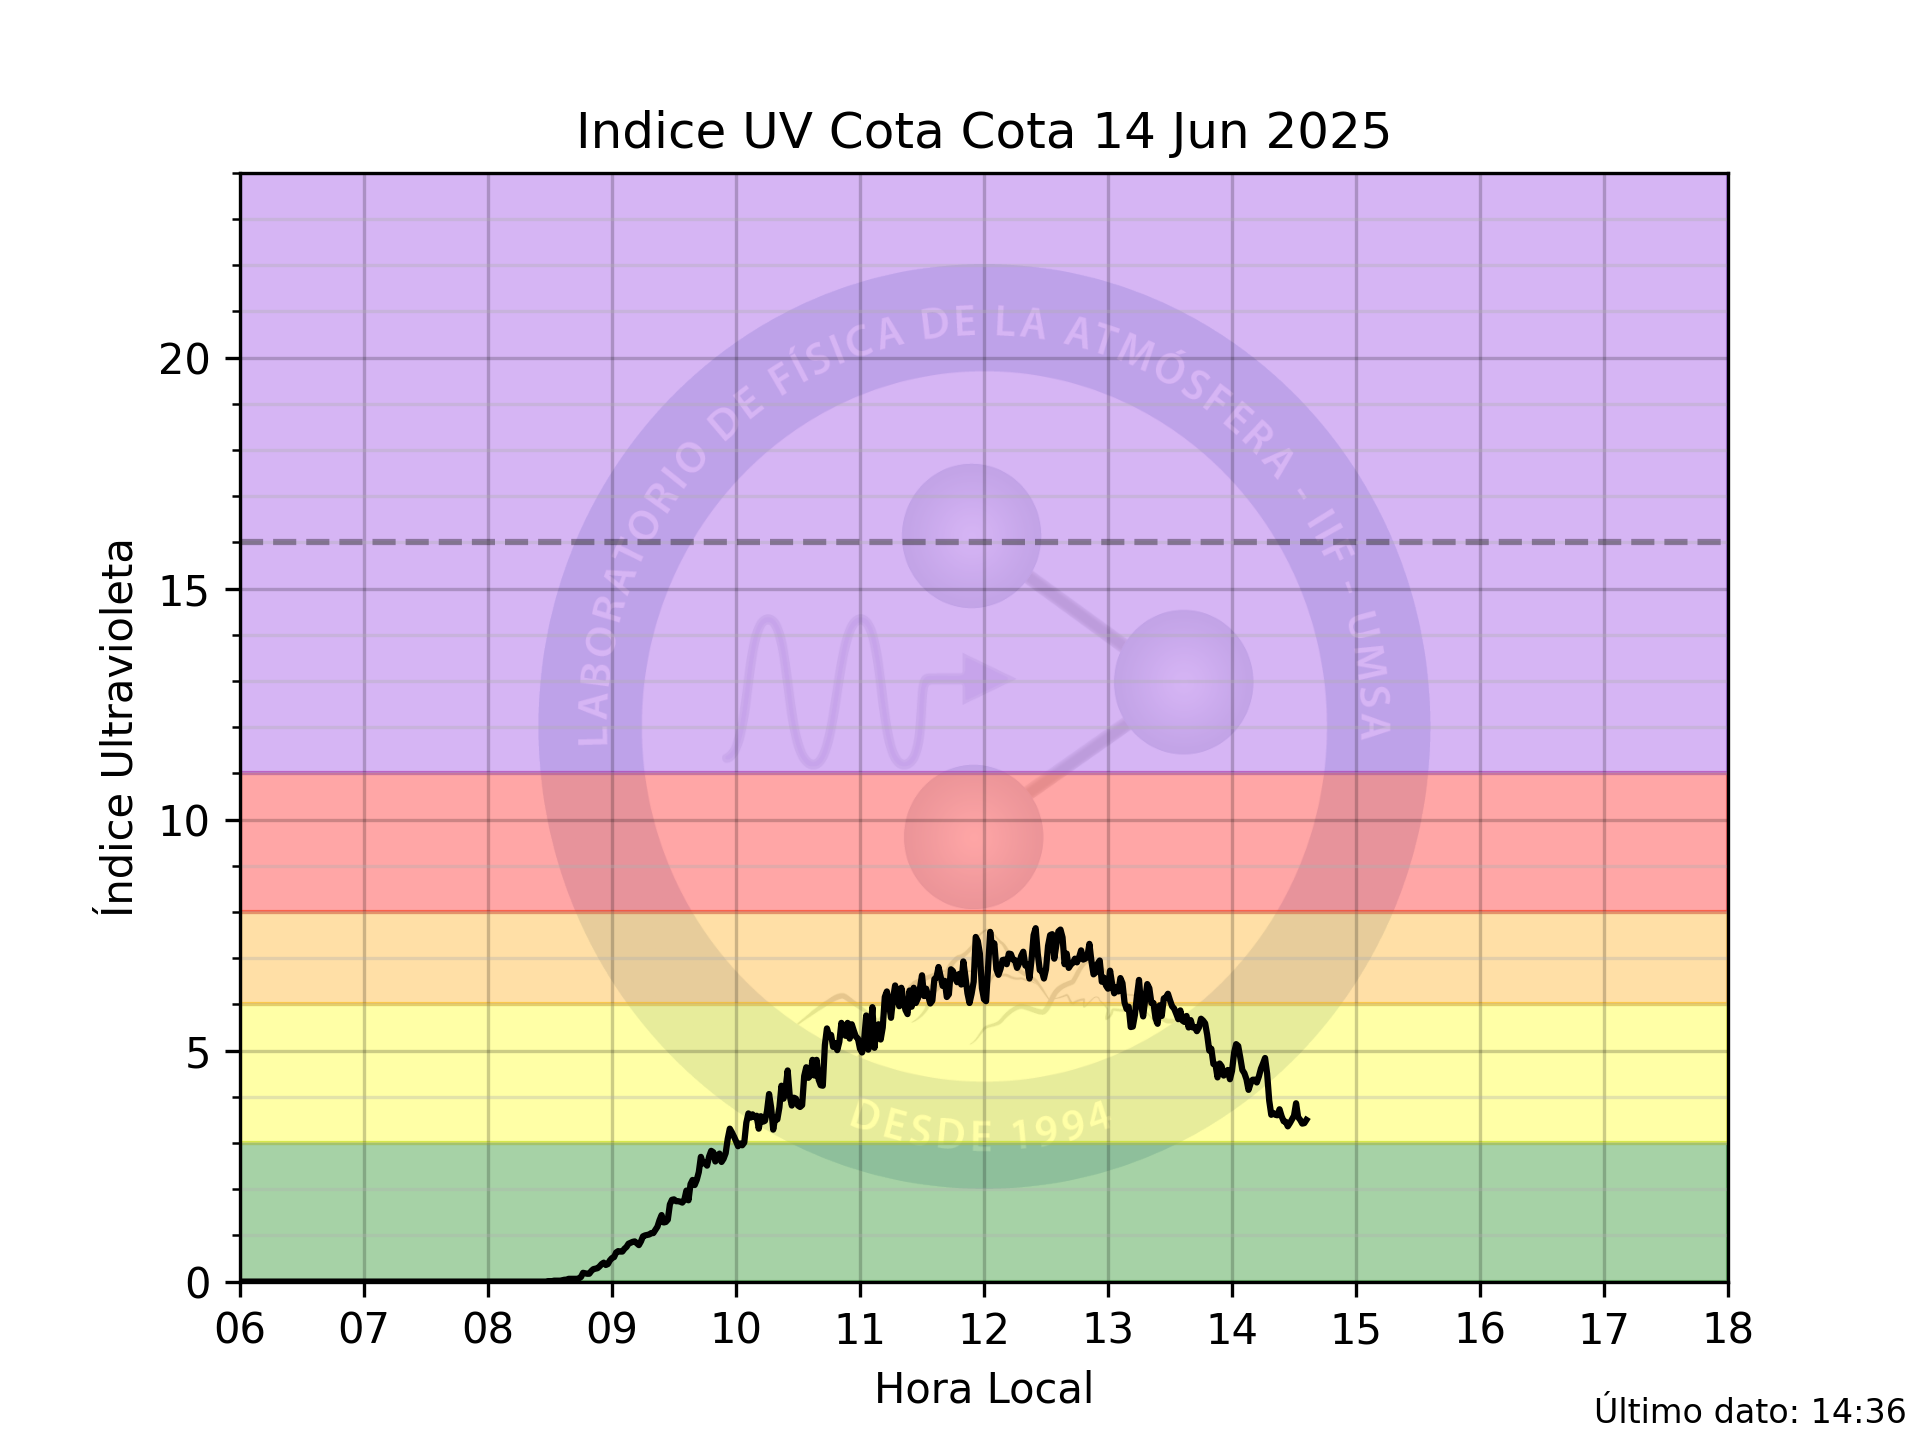 Indice UV Cota Cota 14 Jun 2025
Índice Ultravioleta
20
15
10
5
0
LABORATORIO DE FÍSICA DE LA ATMÓSFERA - IIF - UMSA
DESDE 1994
06 07 08 09 10 11 12 13 14 15 16 17 18
Hora Local
Último dato: 14:36